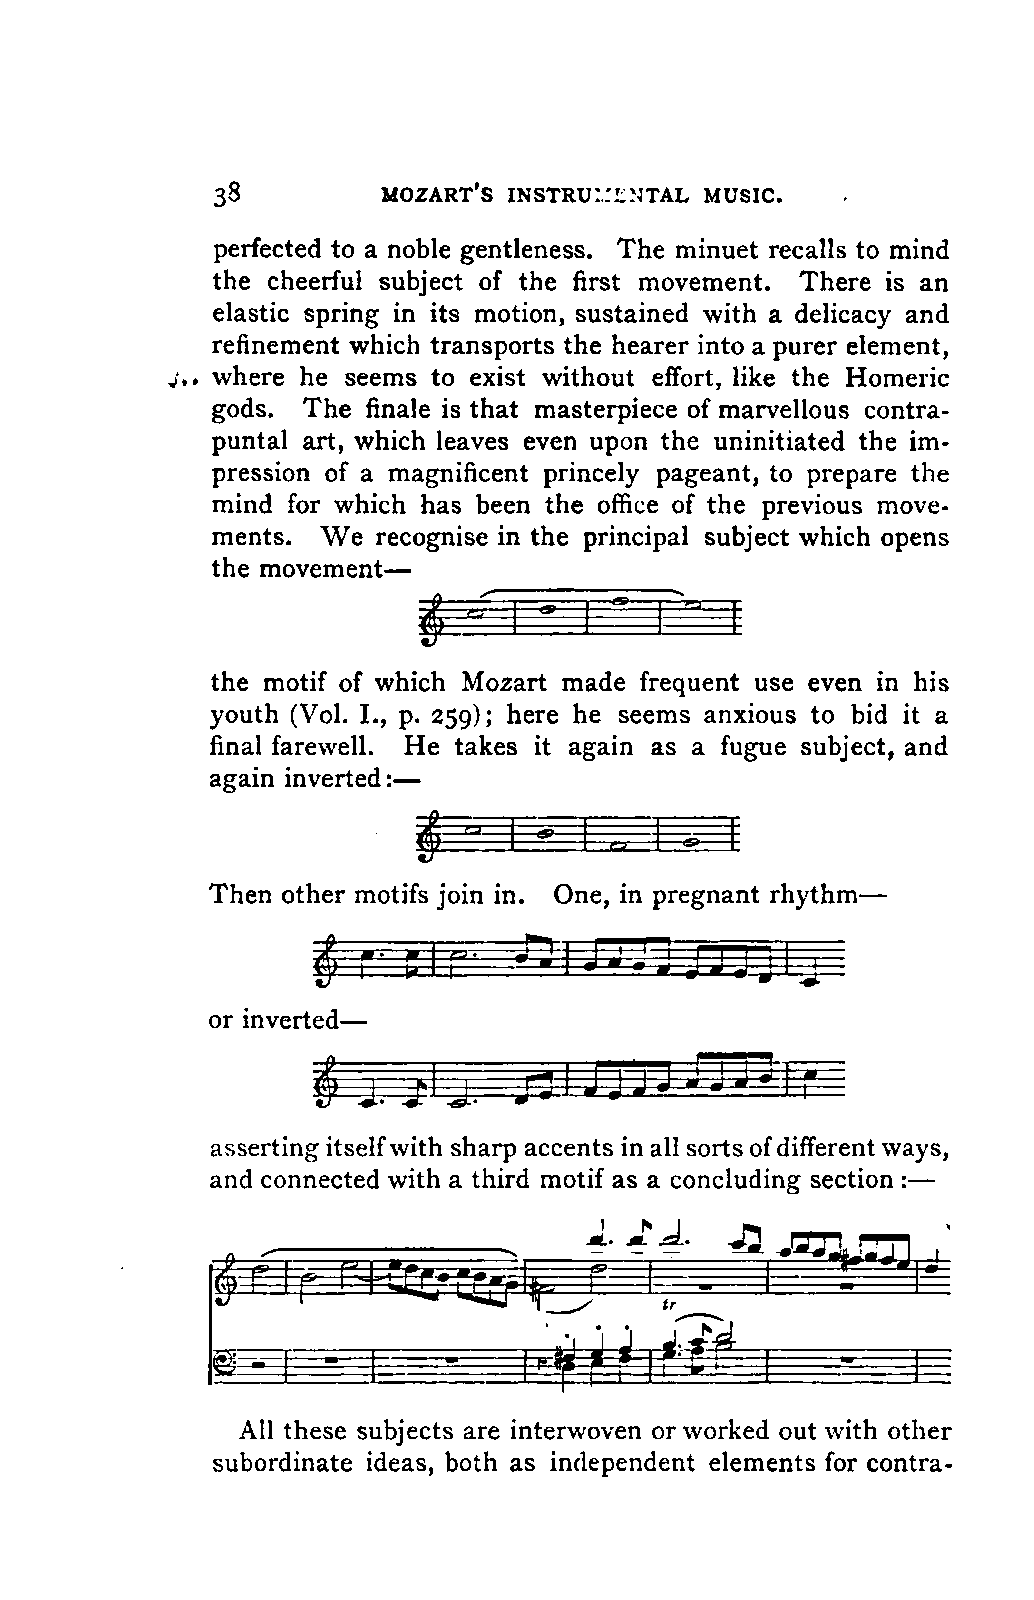 38 MOZART'S INSTRUMENTAL MUSIC.
perfected to a noble gentleness. The minuet recalls to mind
the cheerful subject of the first movement. There is an
elastic spring in its motion, sustained with a delicacy and
refinement which transports the hearer into a purer element,
where he seems to exist without effort, like the Homeric
gods. The finale is that masterpiece of marvellous contra-
puntal art, which leaves even upon the uninitiated the im-
pression of a magnificent princely pageant, to prepare the
mind for which has been the office of the previous move-
ments. We recognise in the principal subject which opens
the movement—
the motif of which Mozart made frequent use even in his
youth (Vol. I., p. 259); here he seems anxious to bid it a
final farewell. He takes it again as a fugue subject, and
again inverted:—
Then other motifs join in. One, in pregnant rhythm—
or inverted—
asserting itself with sharp accents in all sorts of different ways,
and connected with a third motif as a concluding section:—
tr
All these subjects are interwoven or worked out with other
subordinate ideas, both as independent elements for contra-